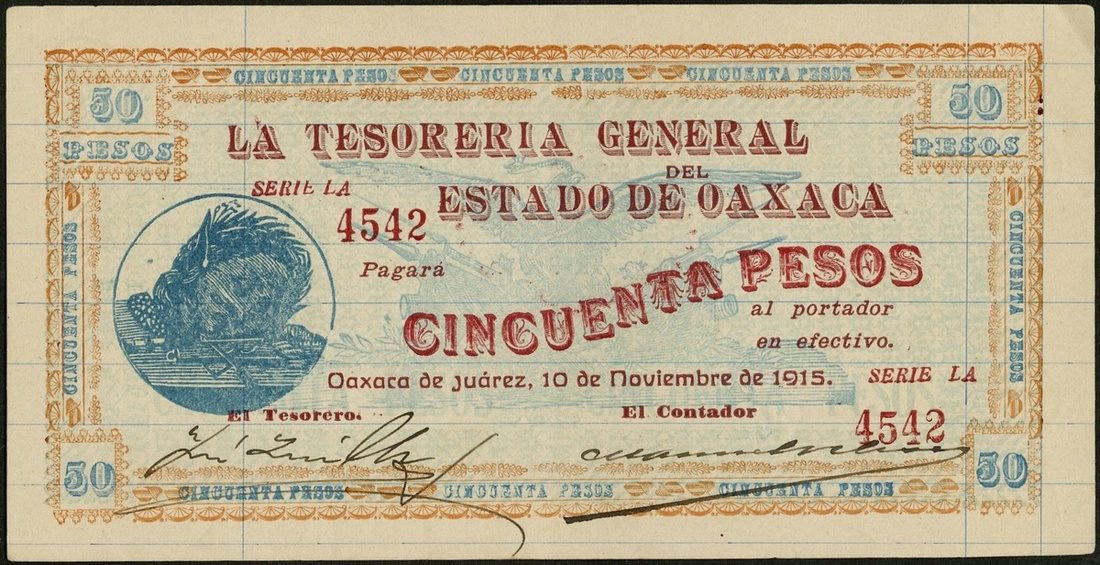 CINCUENTA PESOS CINCUENTA PESOS CINCUENTA PESOS
50 50
PESOS PESOS
LA TESORERIA GENERAL
DEL
SERIE LA ESTADO DE OAXACA
4542
Pagará CINCUENTA PESOS
al portador
en efectivo.
Oaxaca de Juárez, 10 de Noviembre de 1915. SERIE LA
El Tesorero. El Contador 4542
CINCUENTA PESOS
CINCUENTA PESOS
50 50
CINCUENTA PESOS CINCUENTA PESOS CINCUENTA PESOS